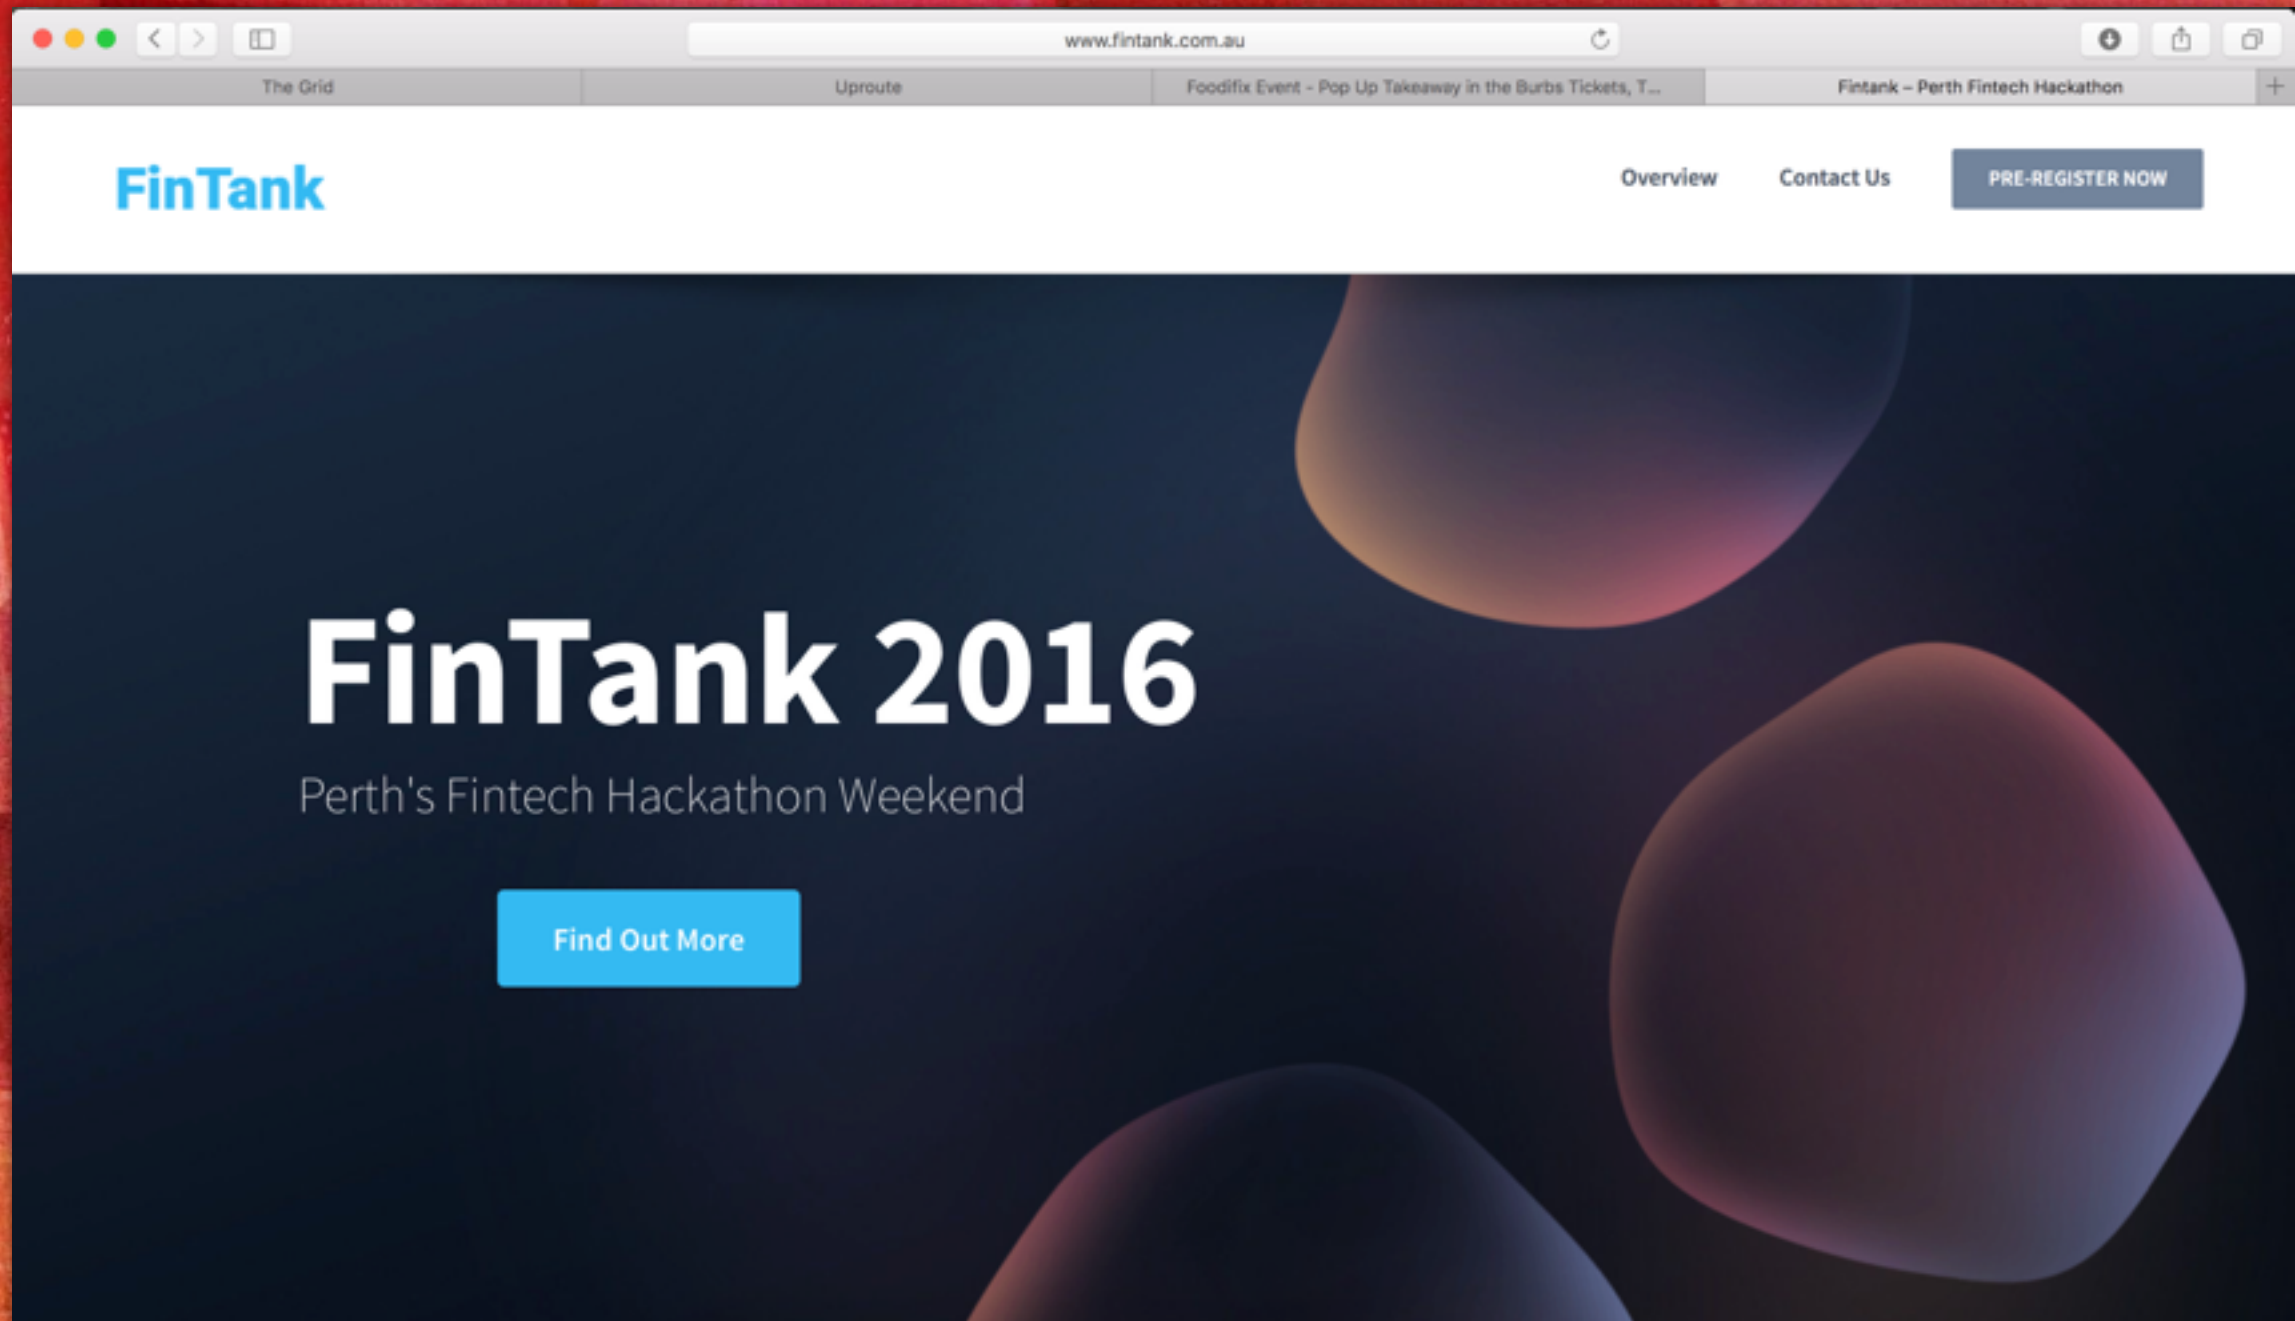 www.fintank.com.au
The Grid
Uproute
Foodifix Event - Pop Up Takeaway in the Burbs Tickets, T...
Fintank – Perth Fintech Hackathon
FinTank
Overview
Contact Us
PRE-REGISTER NOW
FinTank 2016
Perth's Fintech Hackathon Weekend
Find Out More